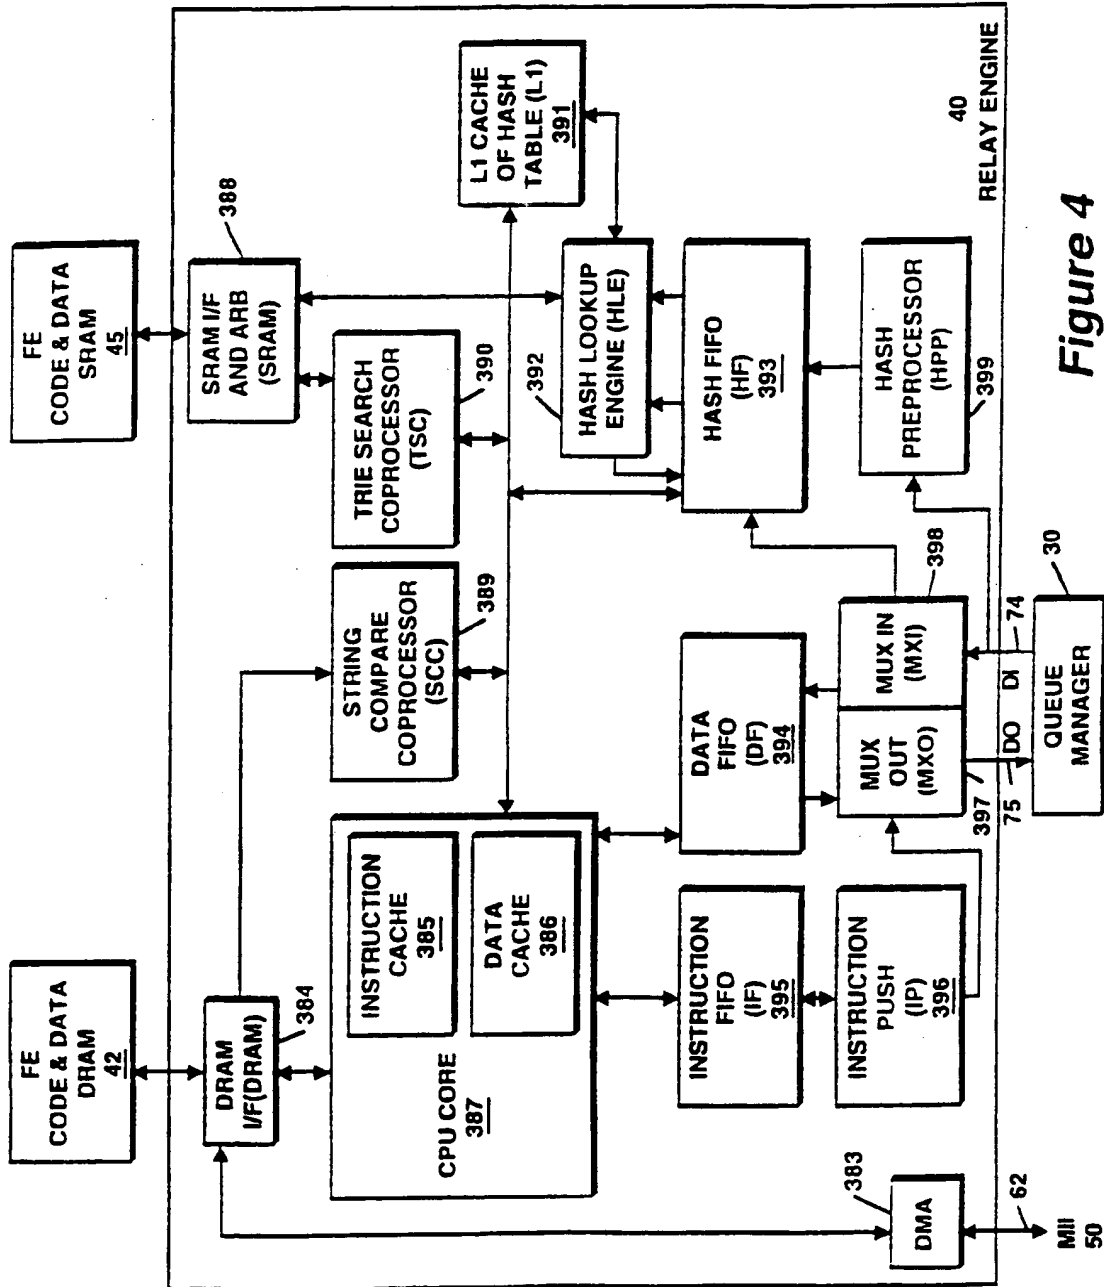 FE
CODE & DATA
DRAM
42
FE
CODE & DATA
SRAM
45
DRAM
I/F(DRAM)
384
SRAM I/F
AND ARB
(SRAM)
388
STRING
COMPARE
COPROCESSOR
(SCC)
389
TRIE SEARCH
COPROCESSOR
(TSC)
390
CPU CORE
387
INSTRUCTION
CACHE
385
DATA
CACHE
386
L1 CACHE
OF HASH
TABLE (L1)
391
392
HASH LOOKUP
ENGINE (HLE)
INSTRUCTION
FIFO
(IF)
395
DATA
FIFO
(DF)
394
HASH FIFO
(HF)
393
383
DMA
62
MII
50
INSTRUCTION
PUSH
(IP)
396
MUX
OUT
(MXO)
397
MUX IN
(MXI)
398
HASH
PREPROCESSOR
(HPP)
399
75
DO
DI
74
QUEUE
MANAGER
30
40
RELAY ENGINE
Figure 4